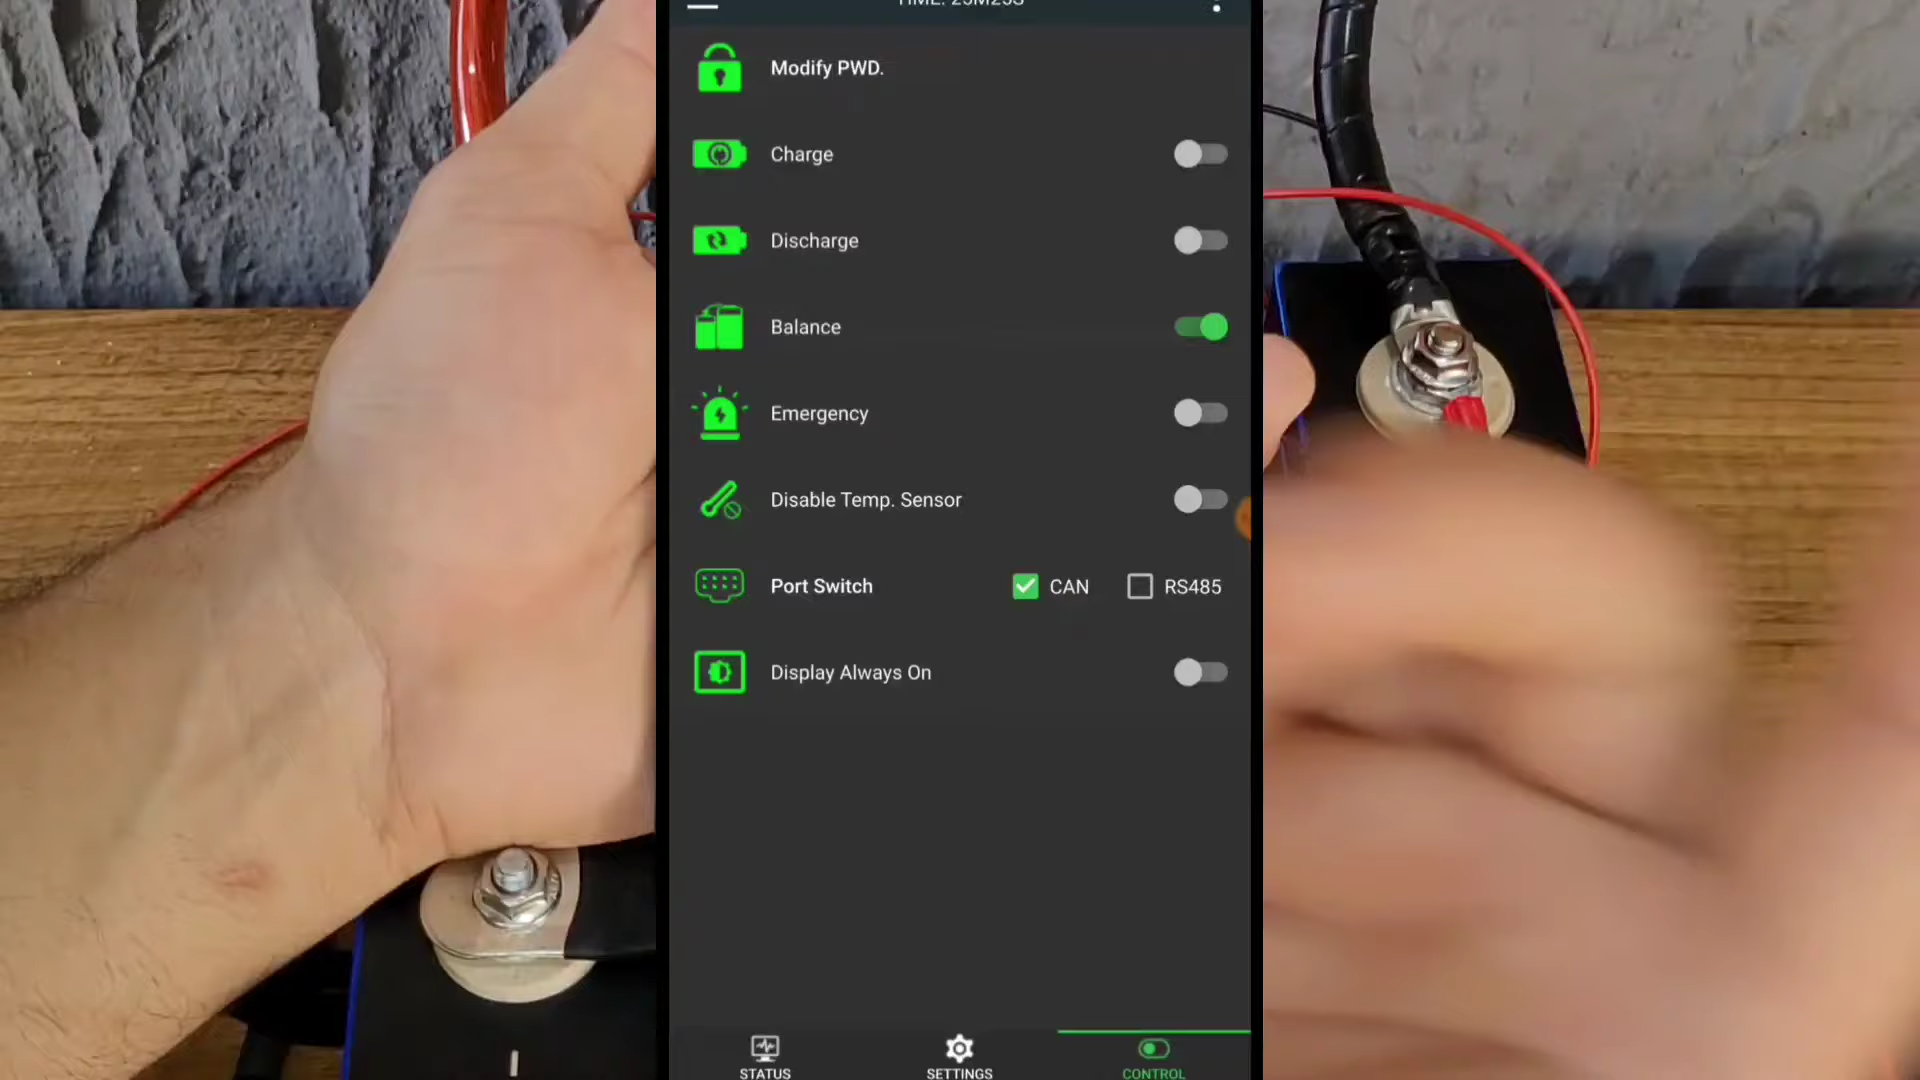 Modify PWD.
Charge
Discharge
Balance
Emergency
Disable Temp. Sensor
Port Switch CAN RS485
Display Always On
STATUS SETTINGS CONTROL